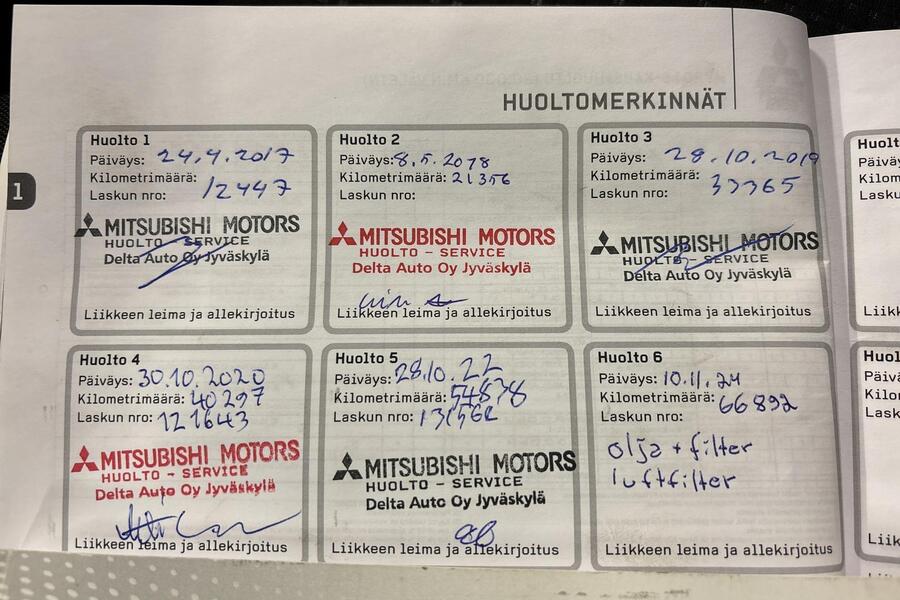 HUOLTOMERKINNÄT
1
Huolto 1
Päiväys: 24.4.2017
Kilometrimäärä: 12447
Laskun nro:
MITSUBISHI MOTORS
HUOLTO - SERVICE
Delta Auto Oy Jyväskylä
Liikkeen leima ja allekirjoitus
Huolto 2
Päiväys: 8.5.2018
Kilometrimäärä: 21356
Laskun nro:
MITSUBISHI MOTORS
HUOLTO - SERVICE
Delta Auto Oy Jyväskylä
Liikkeen leima ja allekirjoitus
Huolto 3
Päiväys: 28.10.2019
Kilometrimäärä: 33365
Laskun nro:
MITSUBISHI MOTORS
HUOLTO - SERVICE
Delta Auto Oy Jyväskylä
Liikkeen leima ja allekirjoitus
Huolto 4
Päiväys: 30.10.2020
Kilometrimäärä: 40297
Laskun nro: 121643
MITSUBISHI MOTORS
HUOLTO - SERVICE
Delta Auto Oy Jyväskylä
Liikkeen leima ja allekirjoitus
Huolto 5
Päiväys: 28.10.22
Kilometrimäärä: 54878
Laskun nro:
MITSUBISHI MOTORS
HUOLTO - SERVICE
Delta Auto Oy Jyväskylä
Liikkeen leima ja allekirjoitus
Huolto 6
Päiväys: 10.11.24
Kilometrimäärä: 66892
Laskun nro:
olja + filter
luftfilter
Liikkeen leima ja allekirjoitus